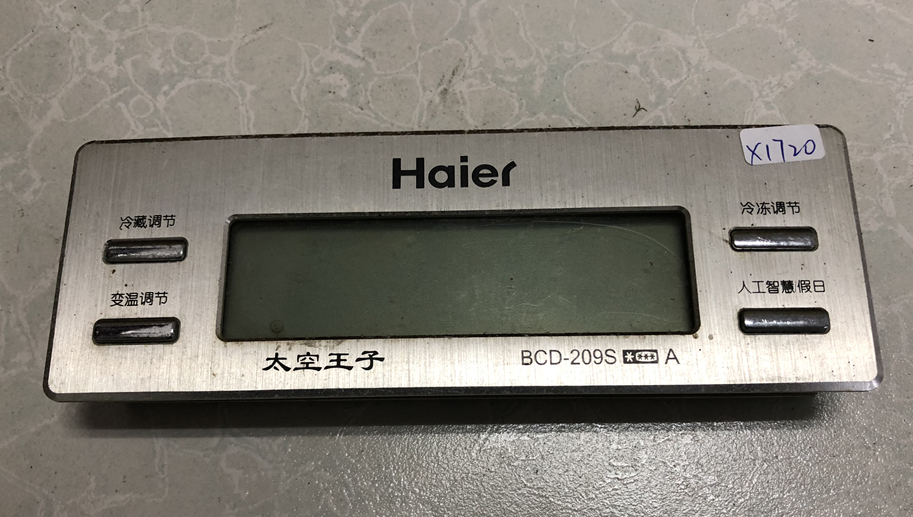 Haier
X1720
冷藏调节
冷冻调节
变温调节
人工智慧/假日
太空王子
BCD-209S A